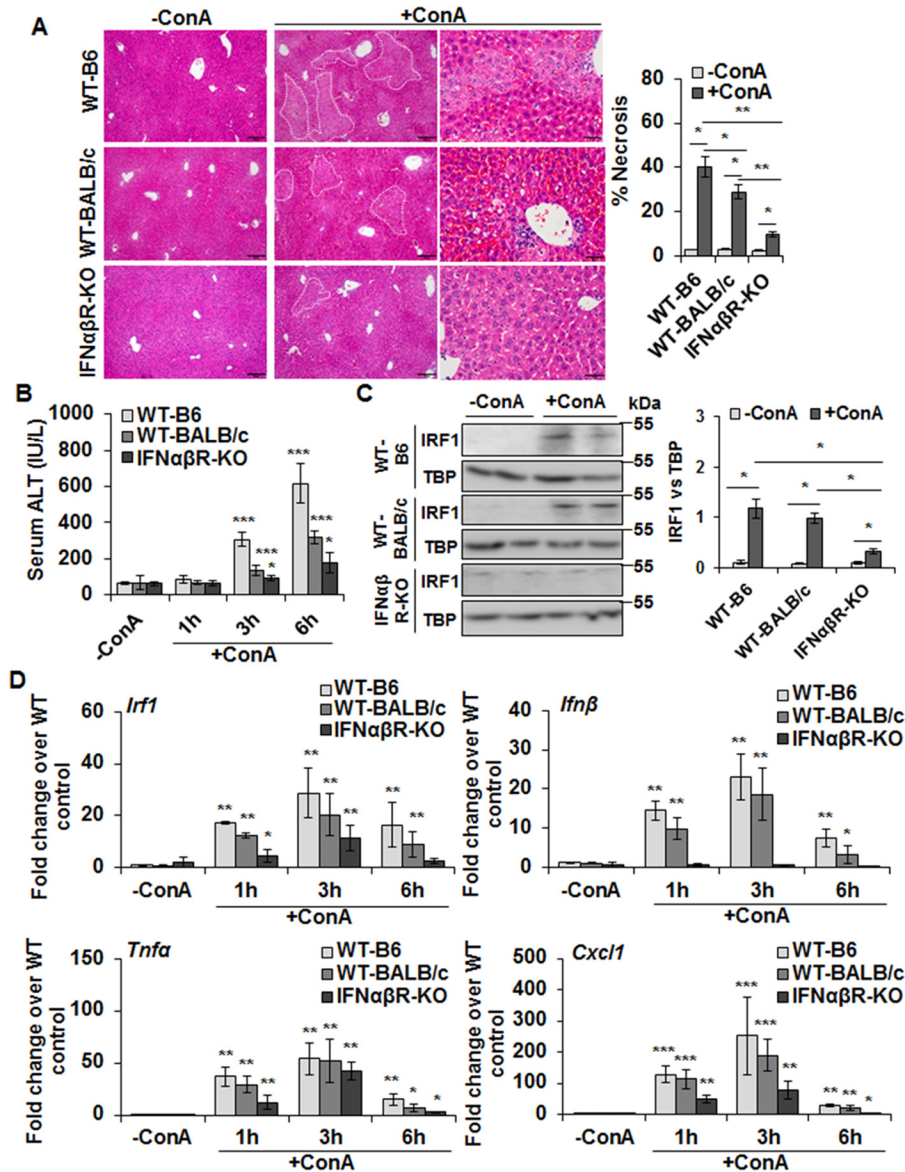 A
-ConA
+ConA
WT-B6
WT-BALB/c
IFNαβR-KO
% Necrosis
80
60
40
20
0
-ConA
+ConA
**
*
*
*
**
*
WT-B6
WT-BALB/c
IFNαβR-KO
B
Serum ALT (IU/L)
1000
800
600
400
200
0
WT-B6
WT-BALB/c
IFNαβR-KO
***
***
*
***
***
*
-ConA
1h
3h
6h
+ConA
C
-ConA
+ConA
kDa
WT-B6
IRF1
55
TBP
55
WT-BALB/c
IRF1
55
TBP
55
IFNαβR-KO
IRF1
55
TBP
55
IRF1 vs TBP
3
2
1
0
-ConA
+ConA
*
*
*
*
*
WT-B6
WT-BALB/c
IFNαβR-KO
D
Irf1
Fold change over WT
control
60
40
20
0
WT-B6
WT-BALB/c
IFNαβR-KO
**
**
*
**
**
**
**
**
-ConA
1h
3h
6h
+ConA
Ifnβ
Fold change over WT
control
40
30
20
10
0
WT-B6
WT-BALB/c
IFNαβR-KO
**
**
**
**
**
*
-ConA
1h
3h
6h
+ConA
Tnfα
Fold change over WT
control
150
100
50
0
WT-B6
WT-BALB/c
IFNαβR-KO
**
**
**
**
**
**
**
*
*
-ConA
1h
3h
6h
+ConA
Cxcl1
Fold change over WT
control
500
400
300
200
100
0
WT-B6
WT-BALB/c
IFNαβR-KO
***
***
**
***
***
**
**
**
*
-ConA
1h
3h
6h
+ConA